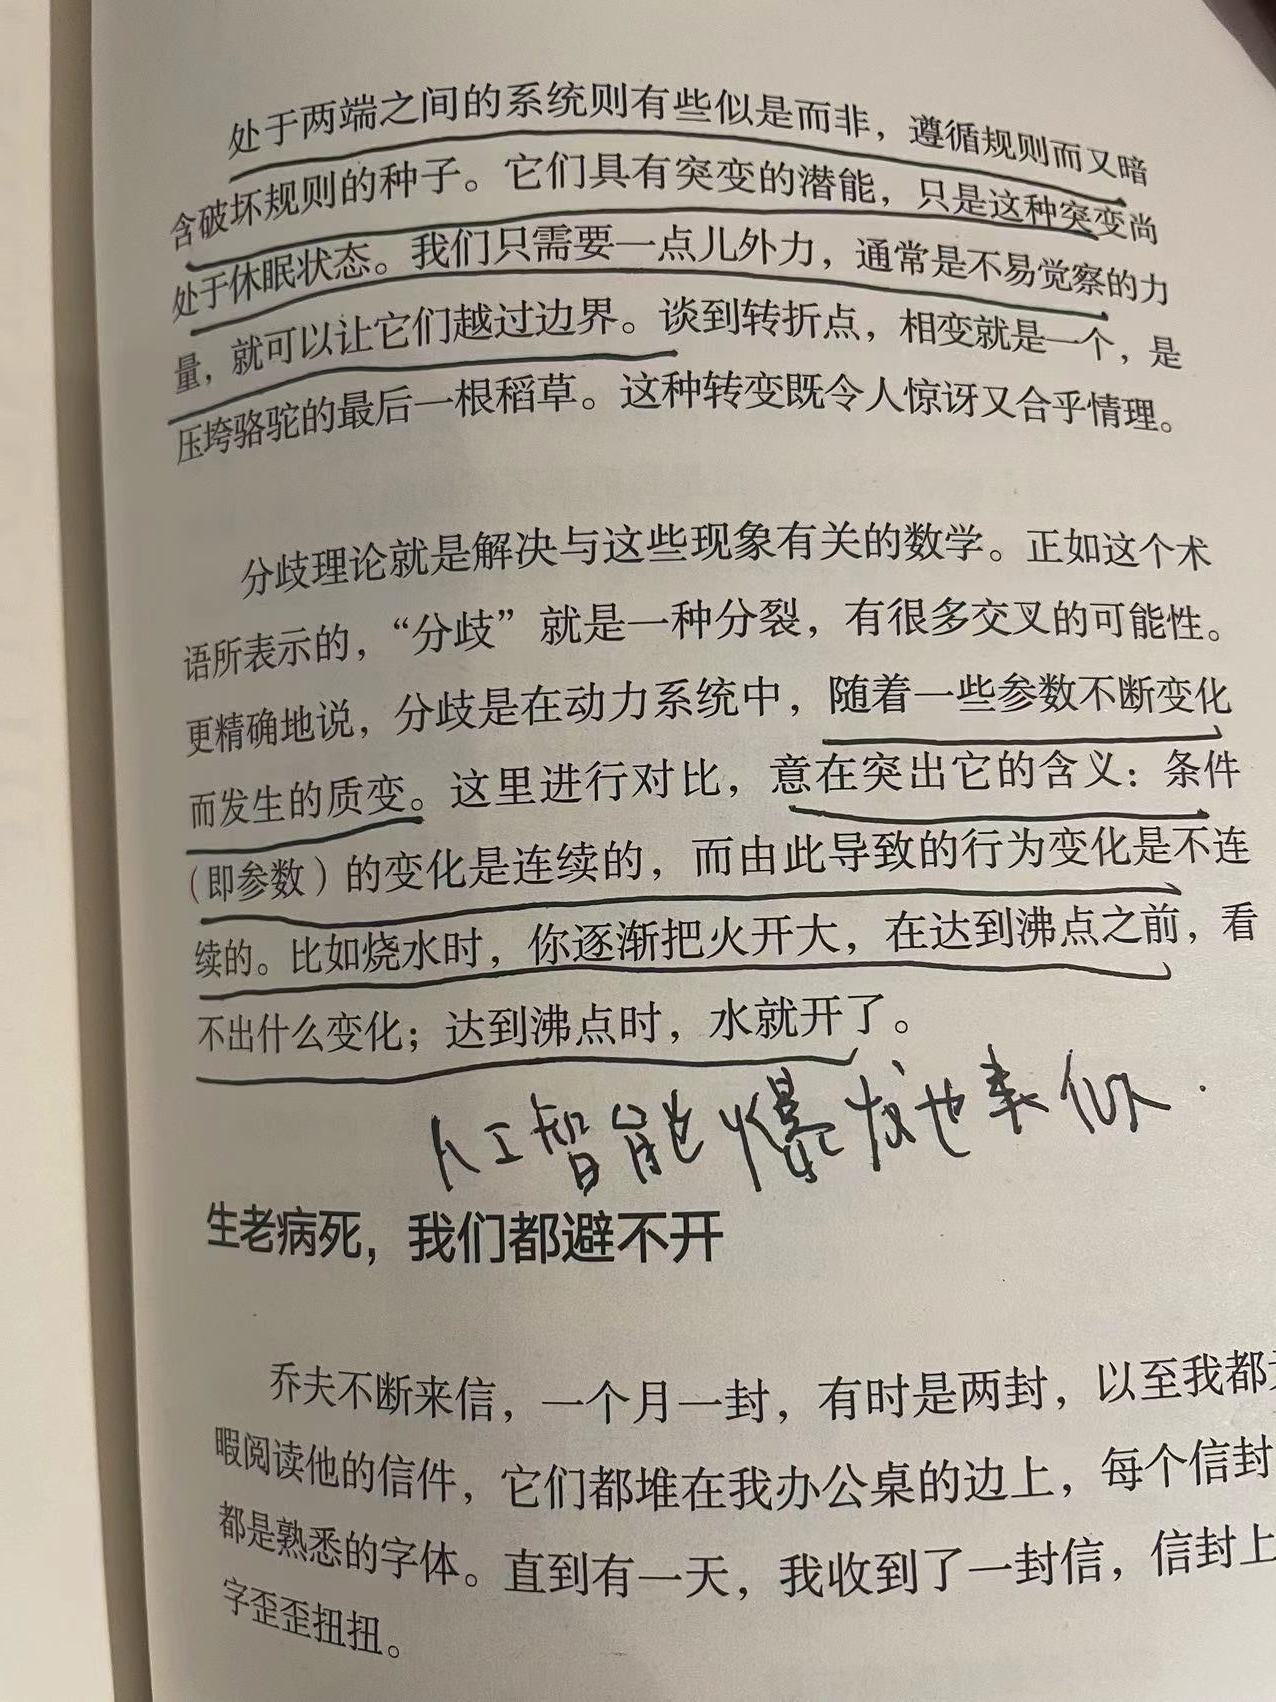 处于两端之间的系统则有些似是而非，遵循规则而又暗
含破坏规则的种子。它们具有突变的潜能，只是这种突变尚
处于休眠状态。我们只需要一点儿外力，通常是不易觉察的力
量，就可以让它们越过边界。谈到转折点，相变就是一个，是
压垮骆驼的最后一根稻草。这种转变既令人惊讶又合乎情理。
分歧理论就是解决与这些现象有关的数学。正如这个术
语所表示的，“分歧”就是一种分裂，有很多交叉的可能性。
更精确地说，分歧是在动力系统中，随着一些参数不断变化
而发生的质变。这里进行对比，意在突出它的含义：条件
（即参数）的变化是连续的，而由此导致的行为变化是不连
续的。比如烧水时，你逐渐把火开大，在达到沸点之前，看
不出什么变化；达到沸点时，水就开了。
人工智能爆发也类似
生老病死，我们都避不开
乔夫不断来信，一个月一封，有时是两封，以至我都
暇阅读他的信件，它们都堆在我办公桌的边上，每个信封
都是熟悉的字体。直到有一天，我收到了一封信，信封上
字歪歪扭扭。